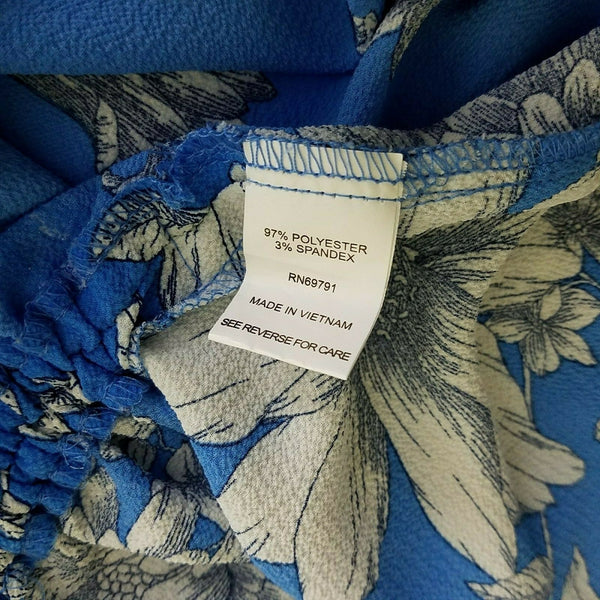 97% POLYESTER
3% SPANDEX
RN69791
MADE IN VIETNAM
SEE REVERSE FOR CARE